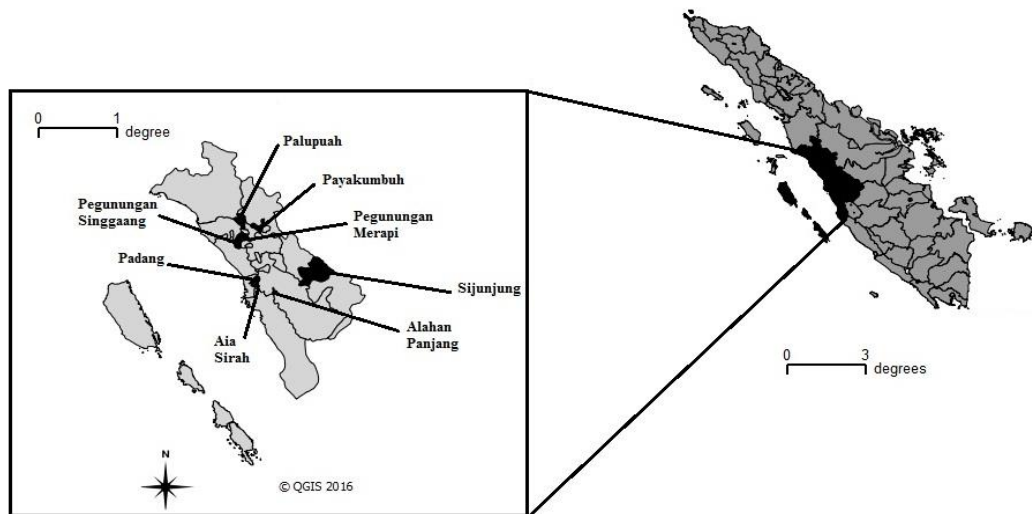 0 1
degree
Palupuah
Payakumbuh
Pegunungan
Singgaang
Pegunungan
Merapi
Padang
Sijunjung
Alahan
Panjang
Aia
Sirah
N
© QGIS 2016
0 3
degrees